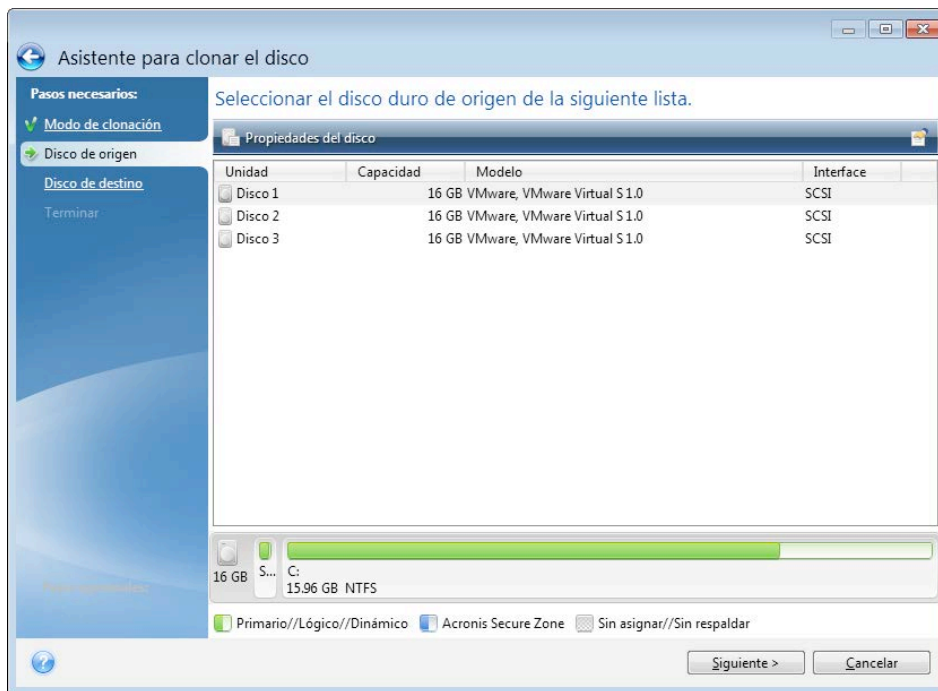 Asistente para clonar el disco
Pasos necesarios:
Modo de clonación
Disco de origen
Disco de destino
Terminar
Seleccionar el disco duro de origen de la siguiente lista.
Propiedades del disco
Unidad Capacidad Modelo Interface
Disco 1 16 GB VMware, VMware Virtual S 1.0 SCSI
Disco 2 16 GB VMware, VMware Virtual S 1.0 SCSI
Disco 3 16 GB VMware, VMware Virtual S 1.0 SCSI
16 GB
S...
C:
15.96 GB NTFS
Primario//Lógico//Dinámico Acronis Secure Zone Sin asignar//Sin respaldar
Siguiente > Cancelar